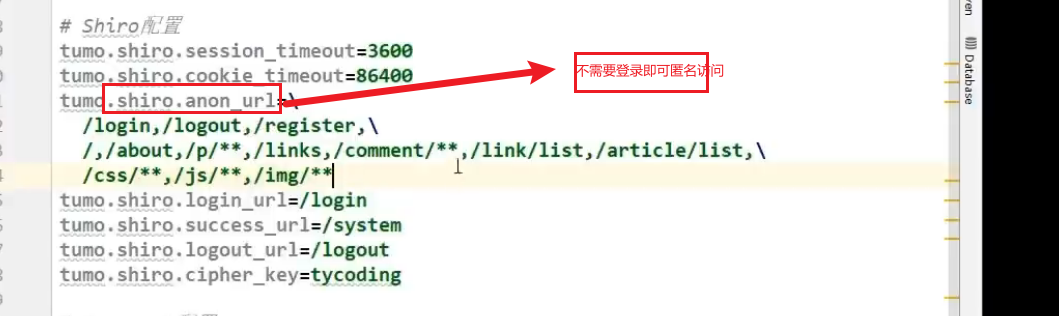 # Shiro配置
tumo.shiro.session_timeout=3600
tumo.shiro.cookie_timeout=86400
tumo.shiro.anon_url=\
不需要登录即可匿名访问
/login,/logout,/register,\
/,/about,/p/**,/links,/comment/**,/link/list,/article/list,\
/css/**,/js/**,/img/**
tumo.shiro.login_url=/login
tumo.shiro.success_url=/system
tumo.shiro.logout_url=/logout
tumo.shiro.cipher_key=tycoding
Database